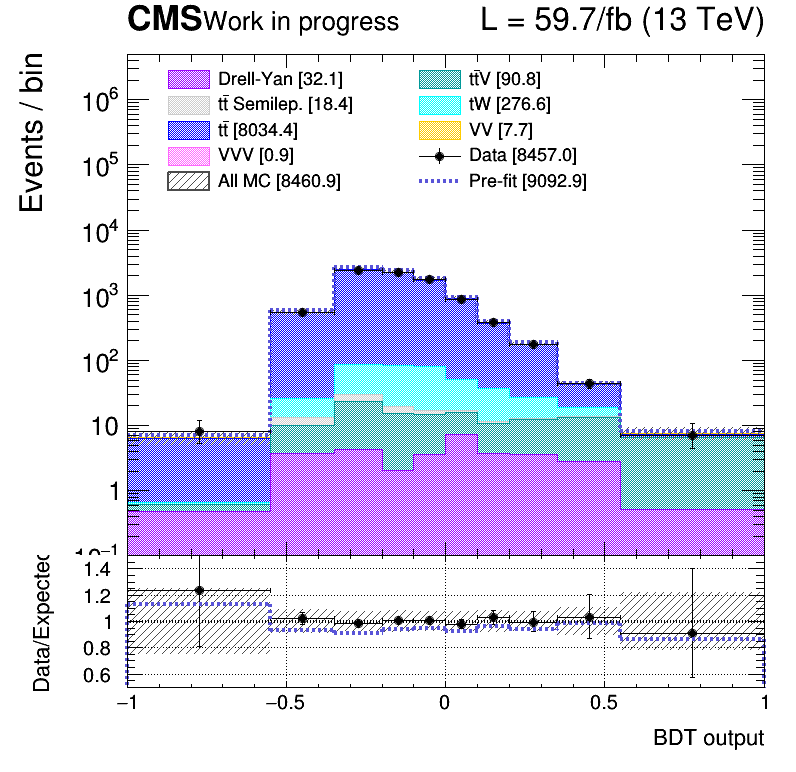 CMS Work in progress L = 59.7/fb (13 TeV)
Events / bin
Drell-Yan [32.1] tt̄V [90.8]
tt̄ Semilep. [18.4] tW [276.6]
tt̄ [8034.4] VV [7.7]
VVV [0.9] Data [8457.0]
All MC [8460.9] Pre-fit [9092.9]
10⁶
10⁵
10⁴
10³
10²
10
1
10⁻¹
Data/Expected
1.4
1.2
1
0.8
0.6
−1 −0.5 0 0.5 1
BDT output